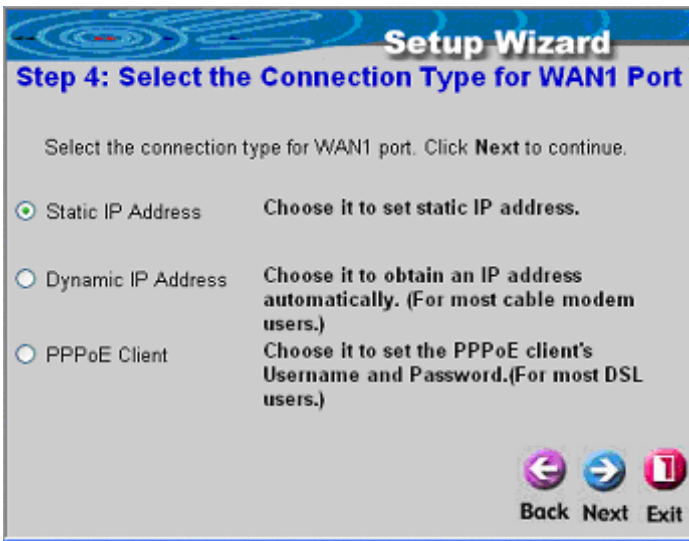 Setup Wizard
Step 4: Select the Connection Type for WAN1 Port
Select the connection type for WAN1 port. Click Next to continue.
Static IP Address
Choose it to set static IP address.
Dynamic IP Address
Choose it to obtain an IP address
automatically. (For most cable modem
users.)
PPPoE Client
Choose it to set the PPPoE client's
Username and Password.(For most DSL
users.)
Back Next Exit